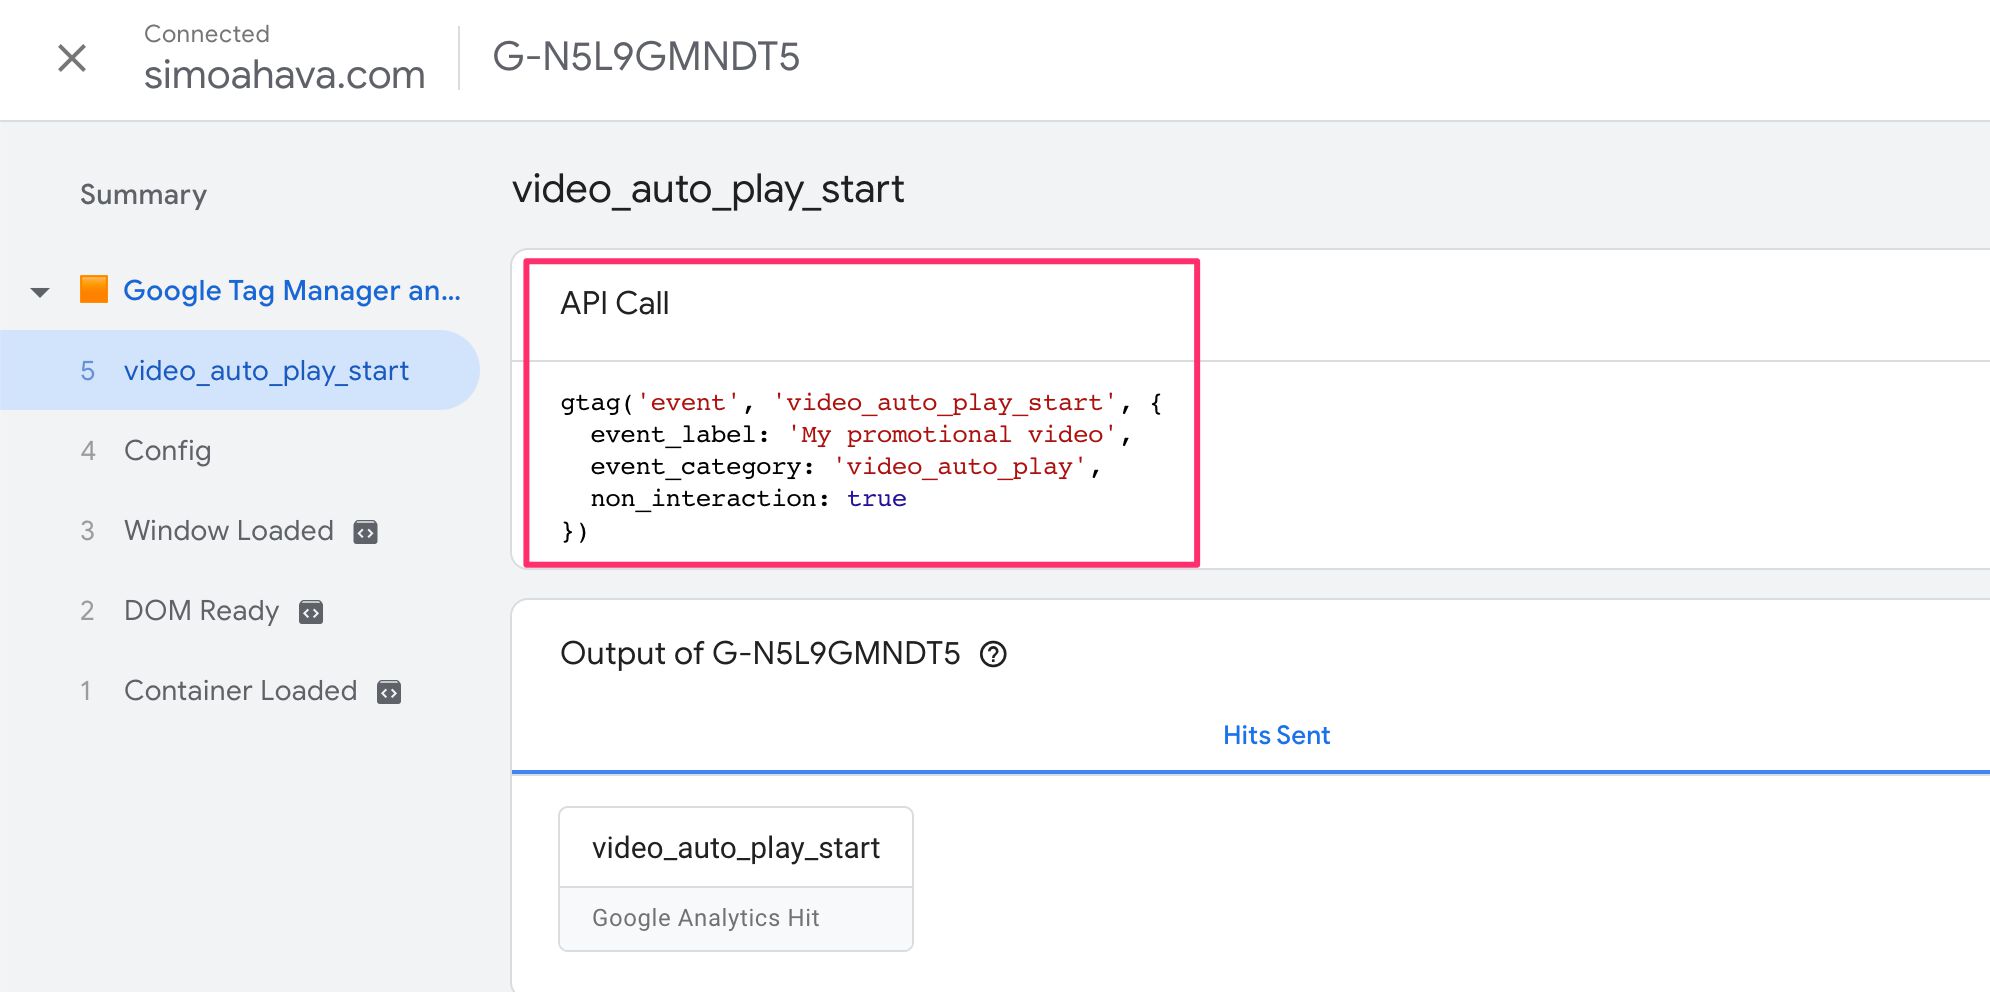 Connected
simoahava.com
G-N5L9GMNDT5
Summary
Google Tag Manager an...
5 video_auto_play_start
4 Config
3 Window Loaded
2 DOM Ready
1 Container Loaded
video_auto_play_start
API Call
gtag('event', 'video_auto_play_start', {
  event_label: 'My promotional video',
  event_category: 'video_auto_play',
  non_interaction: true
})
Output of G-N5L9GMNDT5
Hits Sent
video_auto_play_start
Google Analytics Hit